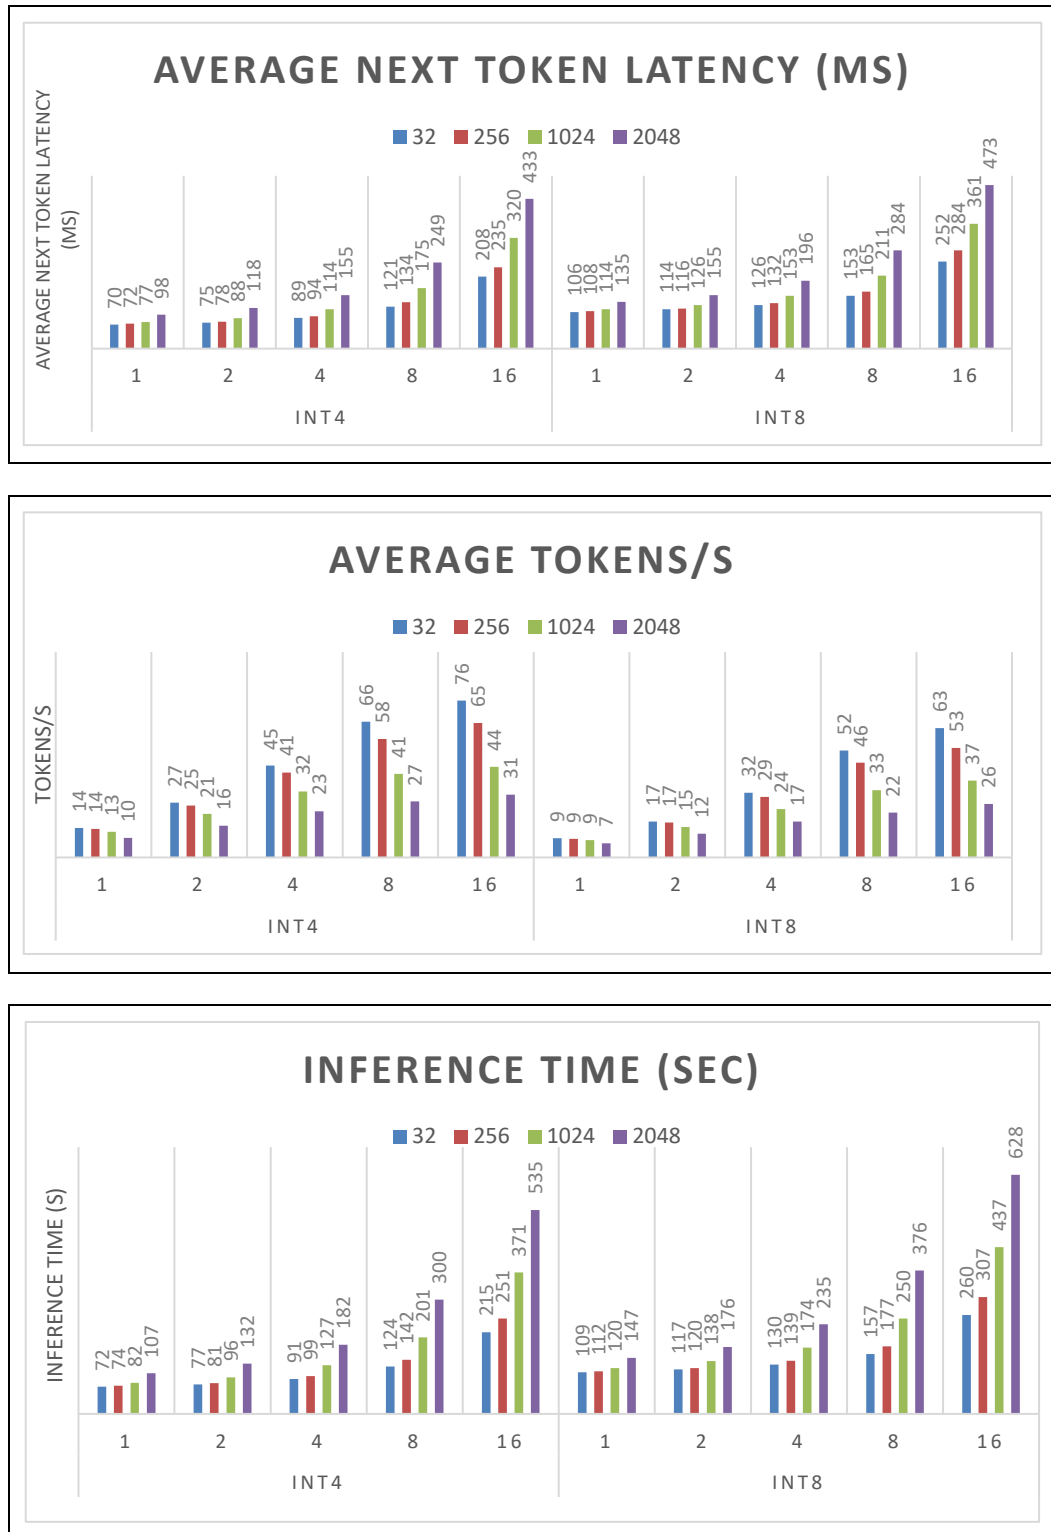 AVERAGE NEXT TOKEN LATENCY (MS)
AVERAGE NEXT TOKEN LATENCY
(MS)
32 256 1024 2048
70 72 77 98 75 78 88 118 89 94 114 155 121 134 175 249 208 235 320 433 106 108 114 135 114 116 126 155 126 132 153 196 153 165 211 284 252 284 361 473
1 2 4 8 16 1 2 4 8 16
INT4 INT8
AVERAGE TOKENS/S
32 256 1024 2048
TOKENS/S
14 14 13 10 27 25 21 16 45 41 32 23 66 58 41 27 76 65 44 31 9 9 9 7 17 17 15 12 32 29 24 17 52 46 33 22 63 53 37 26
1 2 4 8 16 1 2 4 8 16
INT4 INT8
INFERENCE TIME (SEC)
32 256 1024 2048
INFERENCE TIME (S)
72 74 82 107 77 81 96 132 91 99 127 182 124 142 201 300 215 251 371 535 109 112 120 147 117 120 138 176 130 139 174 235 157 177 250 376 260 307 437 628
1 2 4 8 16 1 2 4 8 16
INT4 INT8